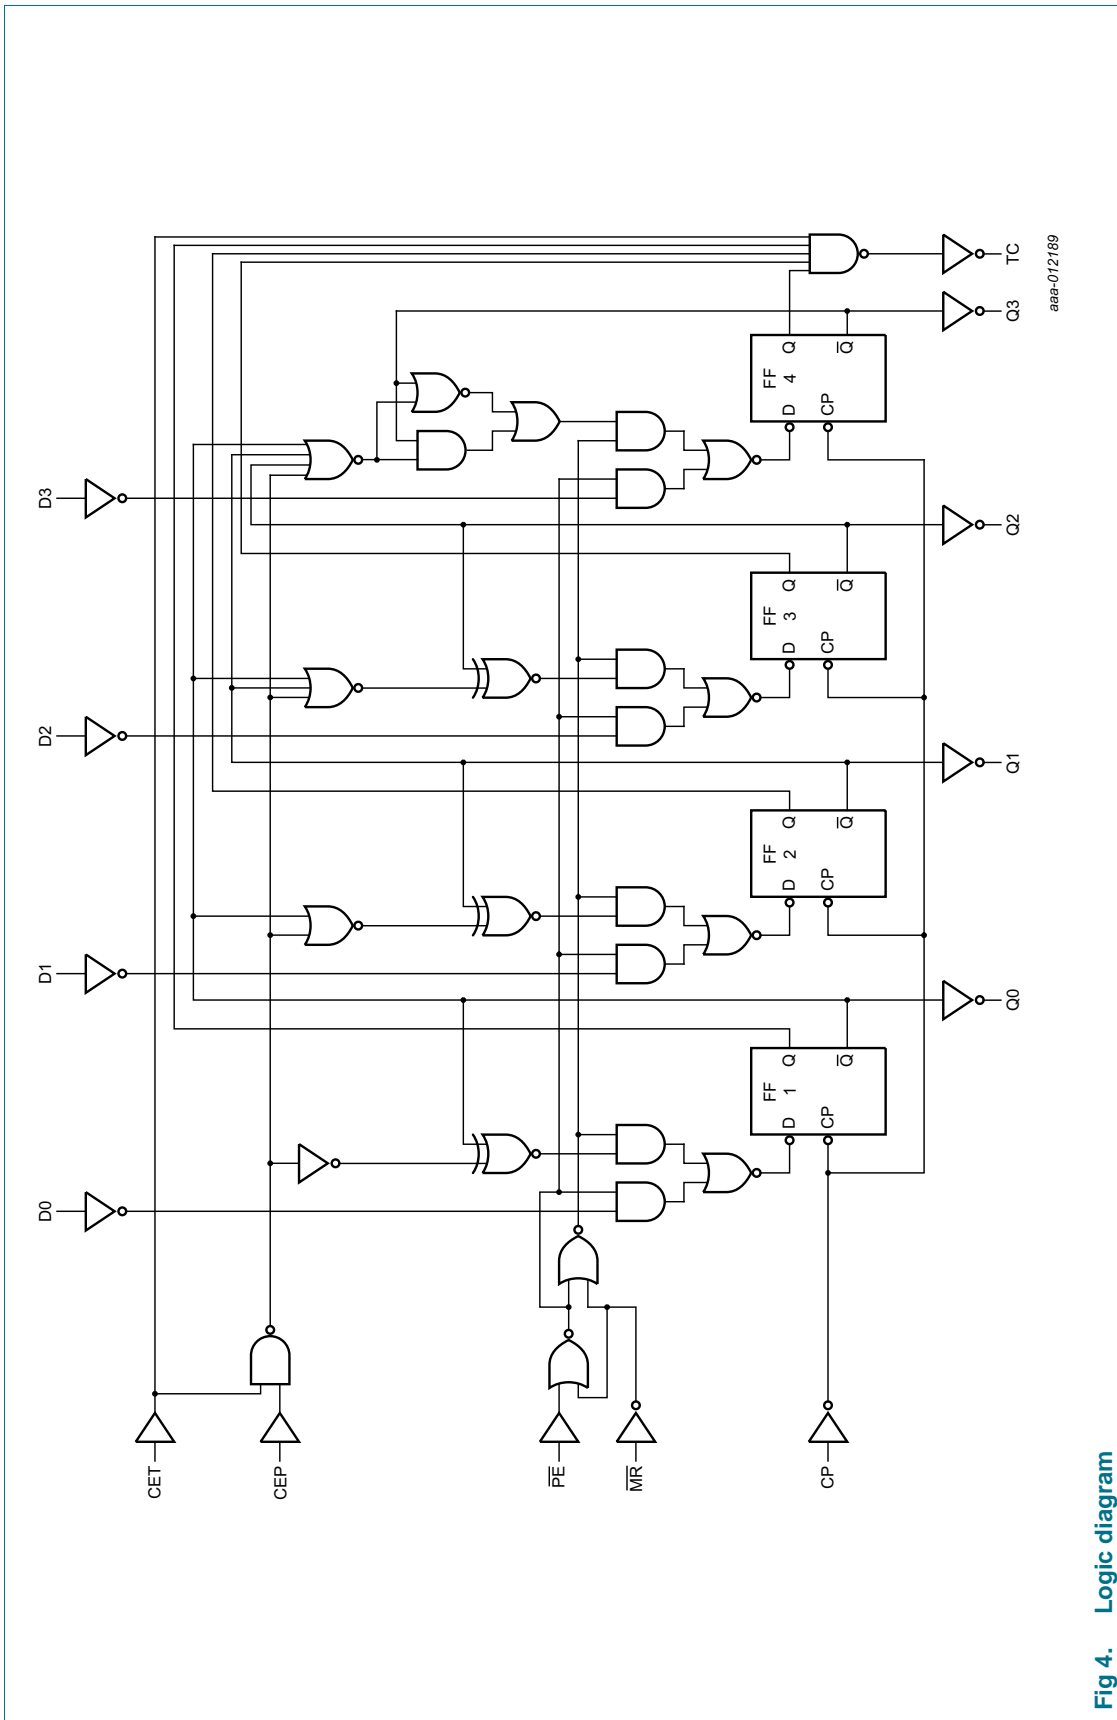 CET
CEP
P̅E̅
M̅R̅
CP
D0
D1
D2
D3
FF
1
D
CP
Q
Q̅
FF
2
D
CP
Q
Q̅
FF
3
D
CP
Q
Q̅
FF
4
D
CP
Q
Q̅
Q0
Q1
Q2
Q3
TC
aaa-012189
Fig 4. Logic diagram